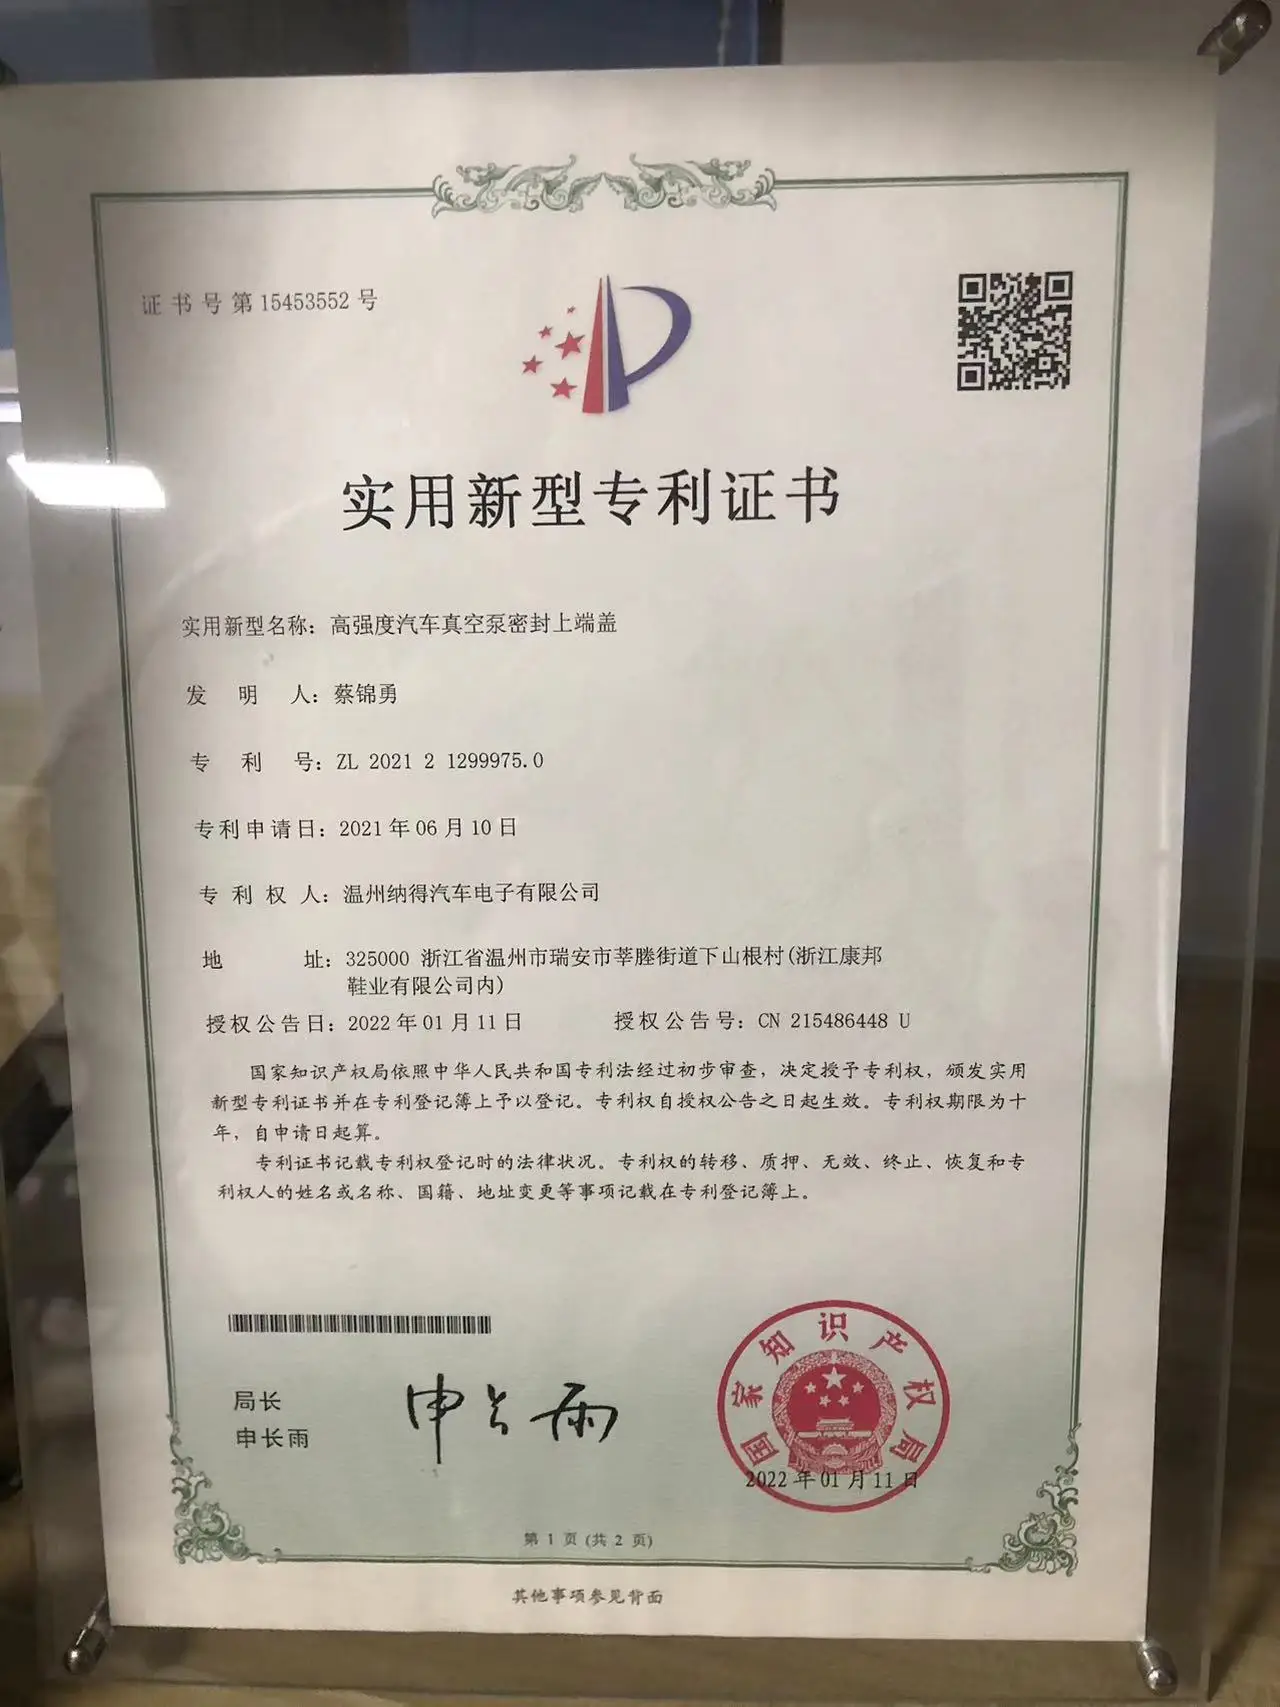 证书号第15453552号
实用新型专利证书
实用新型名称：高强度汽车真空泵密封上端盖
发明人：蔡锦勇
专利号：ZL 2021 2 1299975.0
专利申请日：2021年06月10日
专利权人：温州纳得汽车电子有限公司
地址：325000 浙江省温州市瑞安市莘塍街道下山根村(浙江康邦
鞋业有限公司内)
授权公告日：2022年01月11日 授权公告号：CN 215486448 U
国家知识产权局依照中华人民共和国专利法经过初步审查，决定授予专利权，颁发实用
新型专利证书并在专利登记簿上予以登记。专利权自授权公告之日起生效。专利权期限为十
年，自申请日起算。
专利证书记载专利权登记时的法律状况。专利权的转移、质押、无效、终止、恢复和专
利权人的姓名或名称、国籍、地址变更等事项记载在专利登记簿上。
局长
申长雨
申长雨
国家知识产权局
2022年01月11日
第 1 页 (共 2 页)
其他事项参见背面